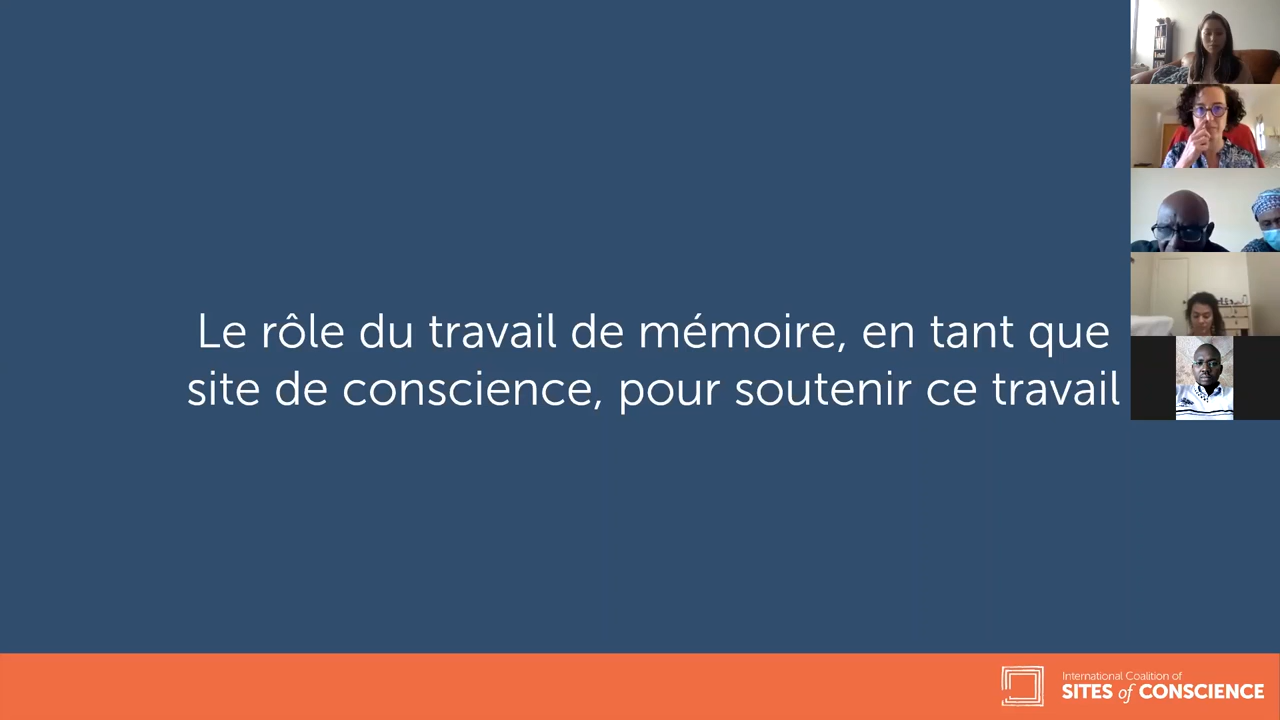 Le rôle du travail de mémoire, en tant que
site de conscience, pour soutenir ce travail
International Coalition of
SITES of CONSCIENCE